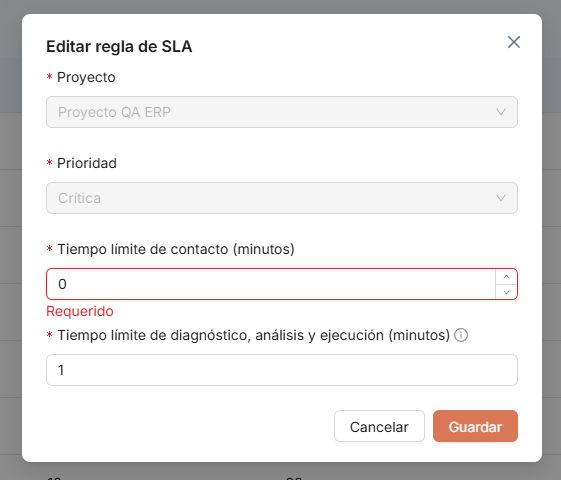 Editar regla de SLA
* Proyecto
Proyecto QA ERP
* Prioridad
Crítica
* Tiempo límite de contacto (minutos)
0
Requerido
* Tiempo límite de diagnóstico, análisis y ejecución (minutos)
1
Cancelar Guardar